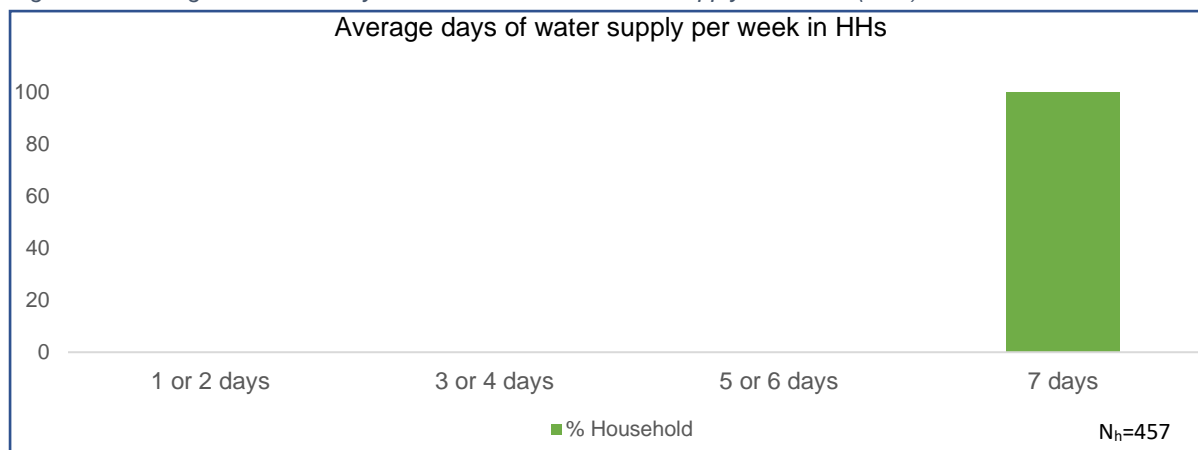 Average days of water supply per week in HHs
100
80
60
40
20
0
1 or 2 days 3 or 4 days 5 or 6 days 7 days
% Household
Nₕ=457